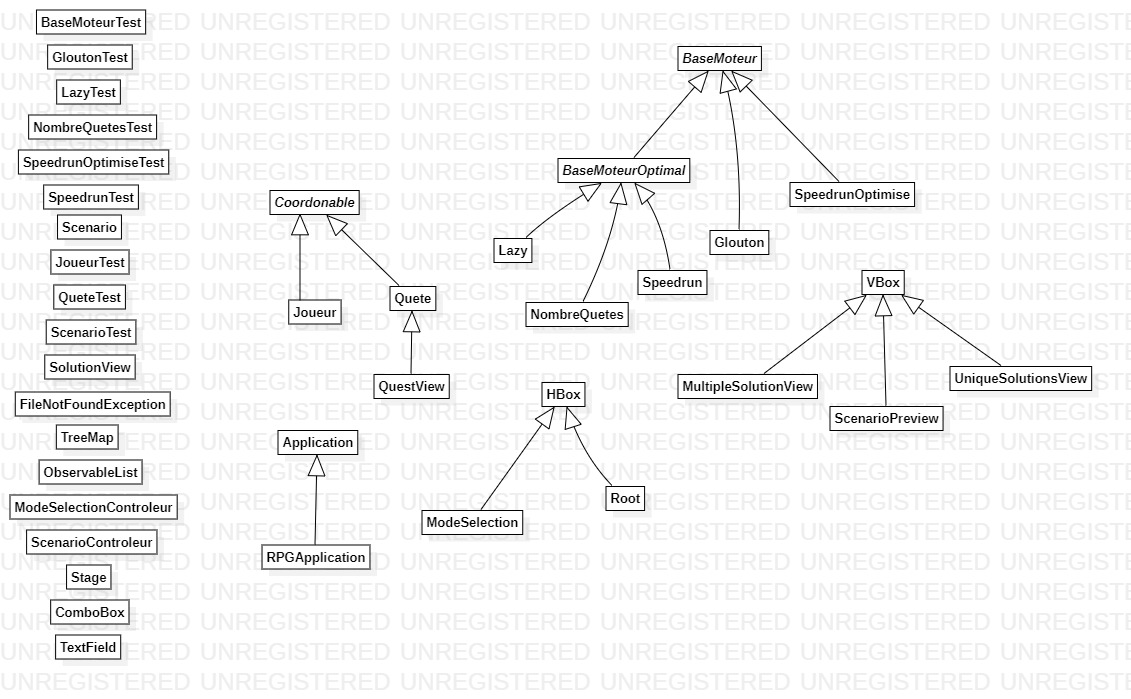 BaseMoteurTest
GloutonTest
LazyTest
NombreQuetesTest
SpeedrunOptimiseTest
SpeedrunTest
Scenario
JoueurTest
QueteTest
ScenarioTest
SolutionView
FileNotFoundException
TreeMap
ObservableList
ModeSelectionControleur
ScenarioControleur
Stage
ComboBox
TextField
Coordonable
Joueur
Quete
QuestView
Application
RPGApplication
BaseMoteur
BaseMoteurOptimal
SpeedrunOptimise
Glouton
Lazy
Speedrun
NombreQuetes
HBox
ModeSelection
Root
VBox
MultipleSolutionView
ScenarioPreview
UniqueSolutionsView
UNREGISTERED UNREGISTERED UNREGISTERED UNREGISTERED UNREGISTERED